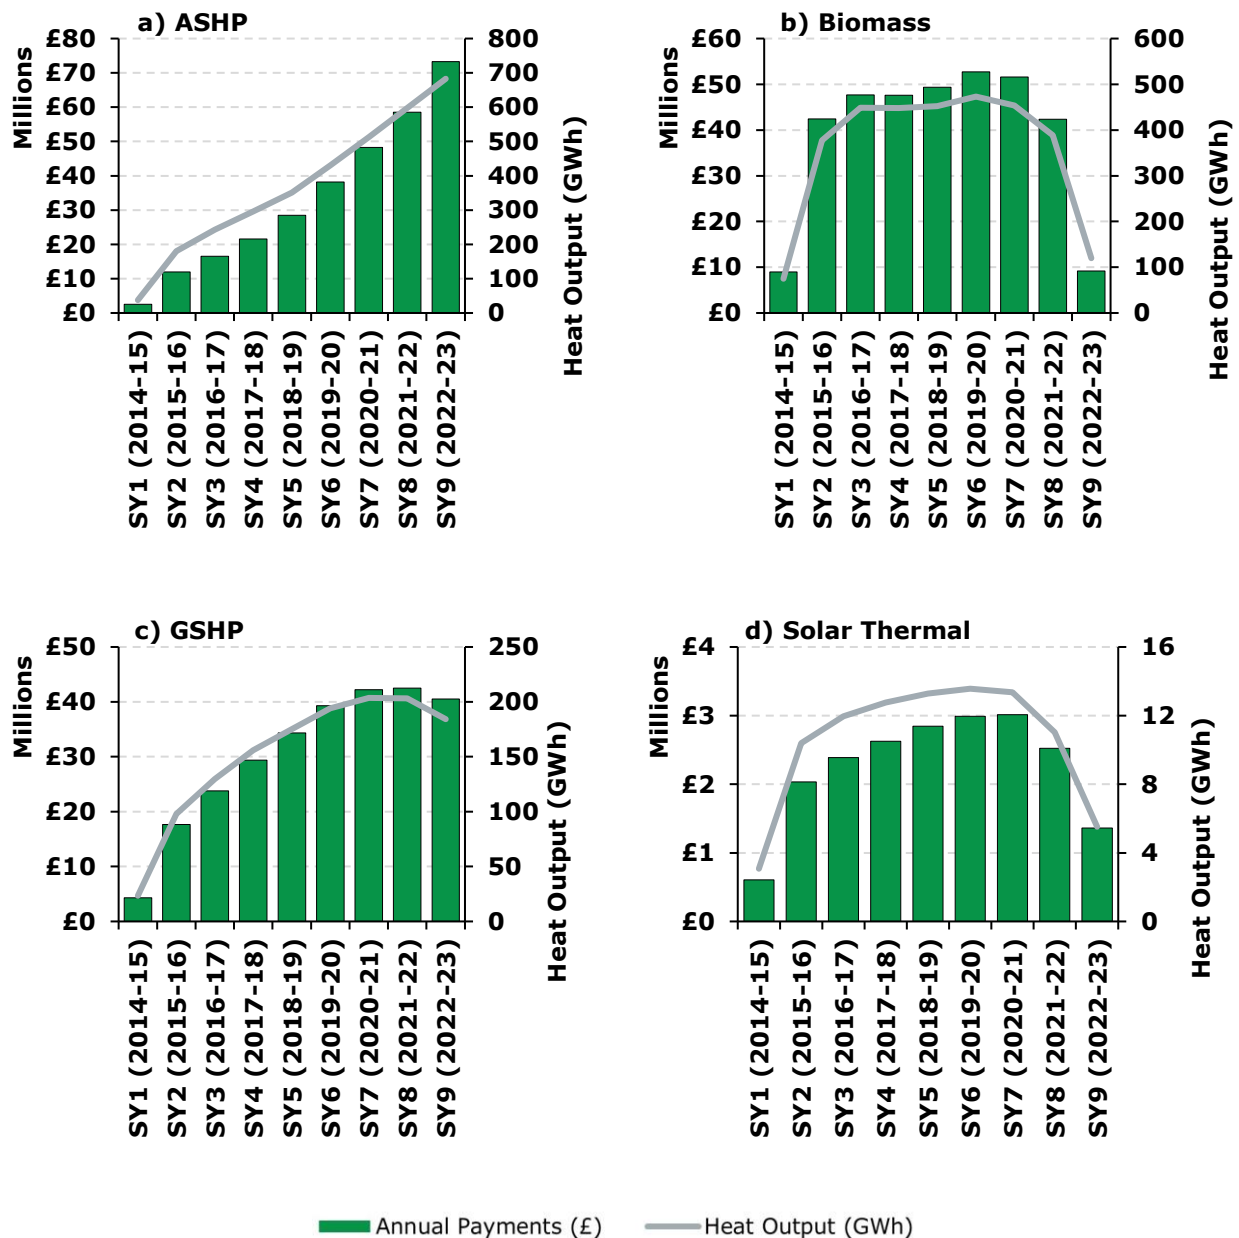 a) ASHP
Millions
£80
£70
£60
£50
£40
£30
£20
£10
£0
800
700
600
500
400
300
200
100
0
Heat Output (GWh)
SY1 (2014-15)
SY2 (2015-16)
SY3 (2016-17)
SY4 (2017-18)
SY5 (2018-19)
SY6 (2019-20)
SY7 (2020-21)
SY8 (2021-22)
SY9 (2022-23)
b) Biomass
Millions
£60
£50
£40
£30
£20
£10
£0
600
500
400
300
200
100
0
Heat Output (GWh)
SY1 (2014-15)
SY2 (2015-16)
SY3 (2016-17)
SY4 (2017-18)
SY5 (2018-19)
SY6 (2019-20)
SY7 (2020-21)
SY8 (2021-22)
SY9 (2022-23)
c) GSHP
Millions
£50
£40
£30
£20
£10
£0
250
200
150
100
50
0
Heat Output (GWh)
SY1 (2014-15)
SY2 (2015-16)
SY3 (2016-17)
SY4 (2017-18)
SY5 (2018-19)
SY6 (2019-20)
SY7 (2020-21)
SY8 (2021-22)
SY9 (2022-23)
d) Solar Thermal
Millions
£4
£3
£2
£1
£0
16
12
8
4
0
Heat Output (GWh)
SY1 (2014-15)
SY2 (2015-16)
SY3 (2016-17)
SY4 (2017-18)
SY5 (2018-19)
SY6 (2019-20)
SY7 (2020-21)
SY8 (2021-22)
SY9 (2022-23)
Annual Payments (£)
Heat Output (GWh)